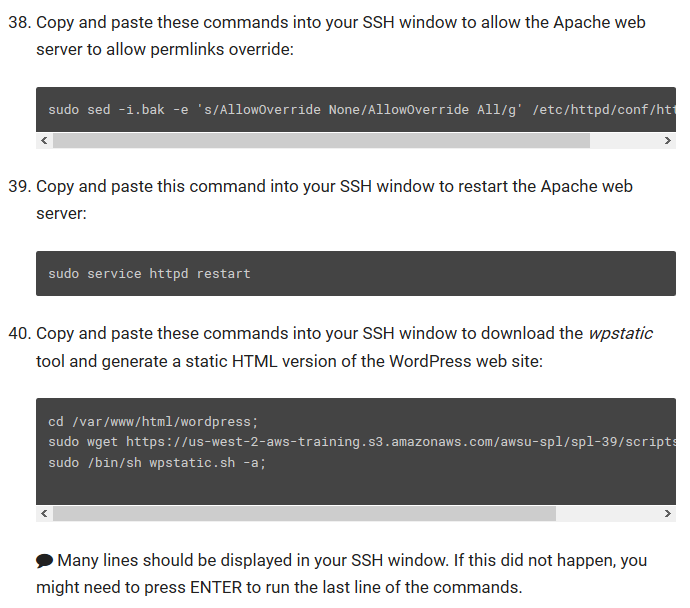 38. Copy and paste these commands into your SSH window to allow the Apache web
server to allow permlinks override:
sudo sed -i.bak -e 's/AllowOverride None/AllowOverride All/g' /etc/httpd/conf/htt
39. Copy and paste this command into your SSH window to restart the Apache web
server:
sudo service httpd restart
40. Copy and paste these commands into your SSH window to download the wpstatic
tool and generate a static HTML version of the WordPress web site:
cd /var/www/html/wordpress;
sudo wget https://us-west-2-aws-training.s3.amazonaws.com/awsu-spl/spl-39/scripts
sudo /bin/sh wpstatic.sh -a;
Many lines should be displayed in your SSH window. If this did not happen, you
might need to press ENTER to run the last line of the commands.